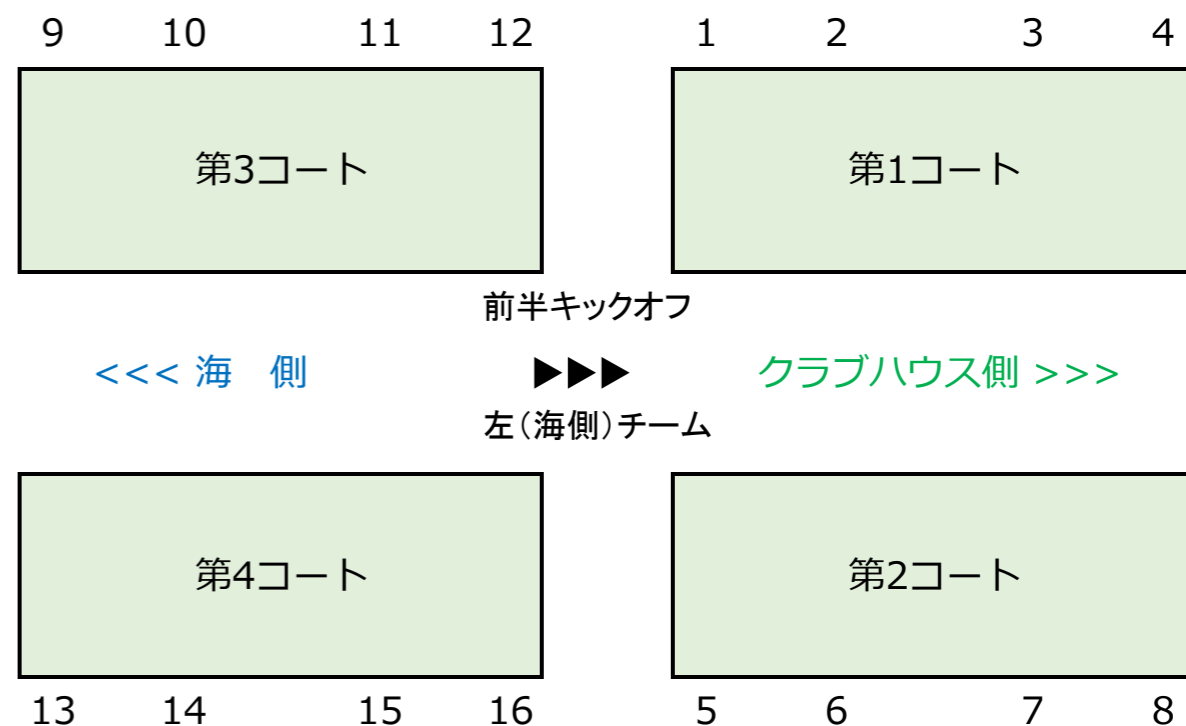 9 10 11 12 1 2 3 4
第3コート 第1コート
前半キックオフ
<<< 海　側 ▶▶▶ クラブハウス側 >>>
左（海側）チーム
第4コート 第2コート
13 14 15 16 5 6 7 8